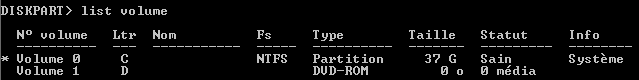 DISKPART> list volume
N° volume Ltr Nom Fs Type Taille Statut Info
---------- --- ----------- ----- ---------- ------- --------- --------
* Volume 0 C NTFS Partition 37 G Sain Système
Volume 1 D DVD-ROM 0 o 0 média